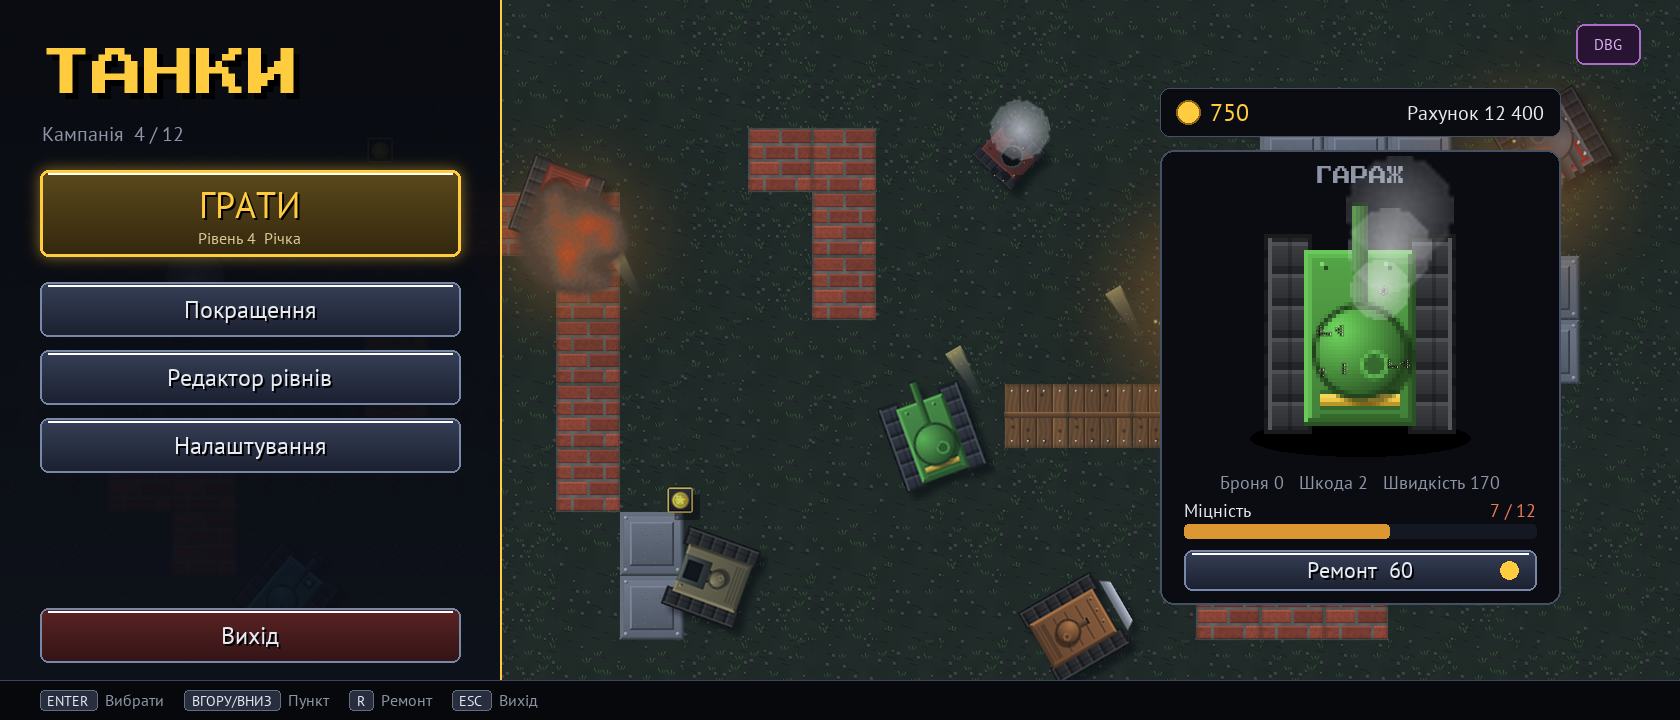 ТАНКИ
Кампанія 4 / 12
ГРАТИ
Рівень 4 Річка
Покращення
Редактор рівнів
Налаштування
Вихід
DBG
750 Рахунок 12 400
ГАРАЖ
Броня 0 Шкода 2 Швидкість 170
Міцність 7 / 12
Ремонт 60
ENTER Вибрати ВГОРУ/ВНИЗ Пункт R Ремонт ESC Вихід